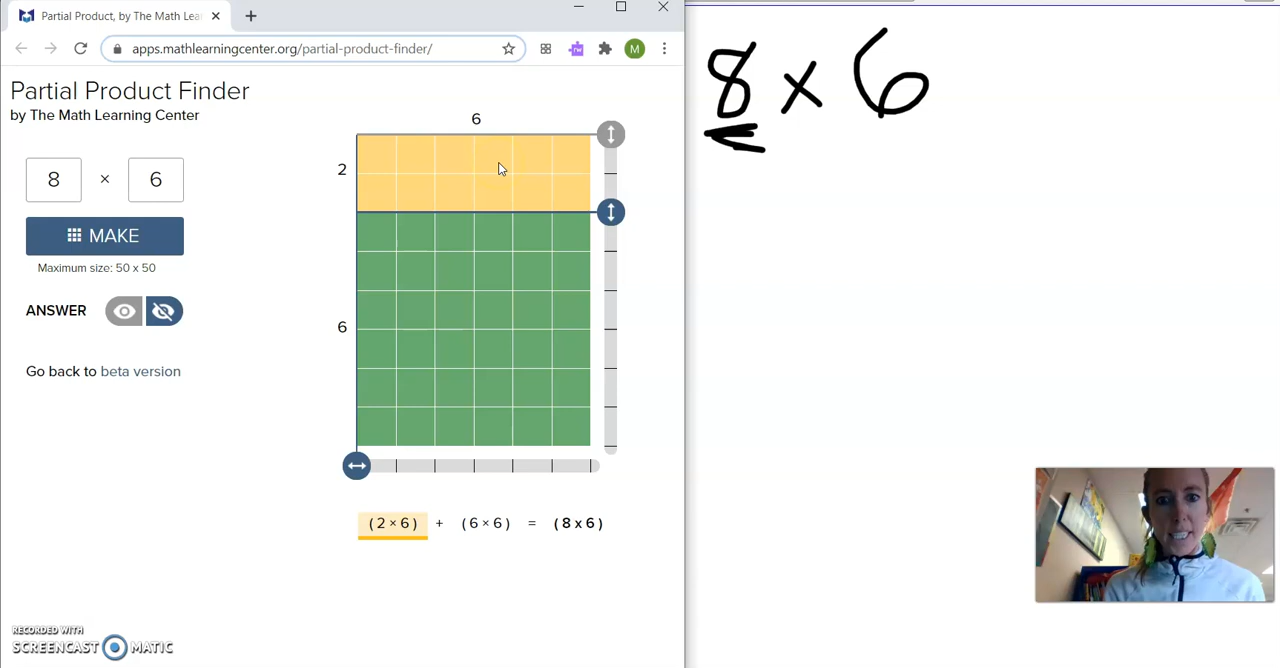 Partial Product, by The Math Lea
apps.mathlearningcenter.org/partial-product-finder/
M
Partial Product Finder
by The Math Learning Center
8 × 6
MAKE
Maximum size: 50 x 50
ANSWER
Go back to beta version
6
2
6
(2 × 6) + (6 × 6) = (8 x 6)
8 × 6
RECORDED WITH
SCREENCAST MATIC